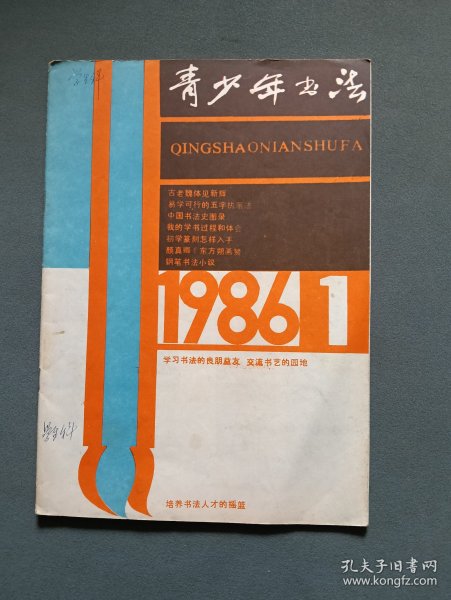 青少年书法
QINGSHAONIANSHUFA
古老魏体见新辉
易学可行的五字执笔法
中国书法史图录
我的学书过程和体会
初学篆刻怎样入手
颜真卿《东方朔画赞
钢笔书法小议
1986 1
学习书法的良朋益友 交流书艺的园地
培养书法人才的摇篮
孔夫子旧书网
www.kongfz.com